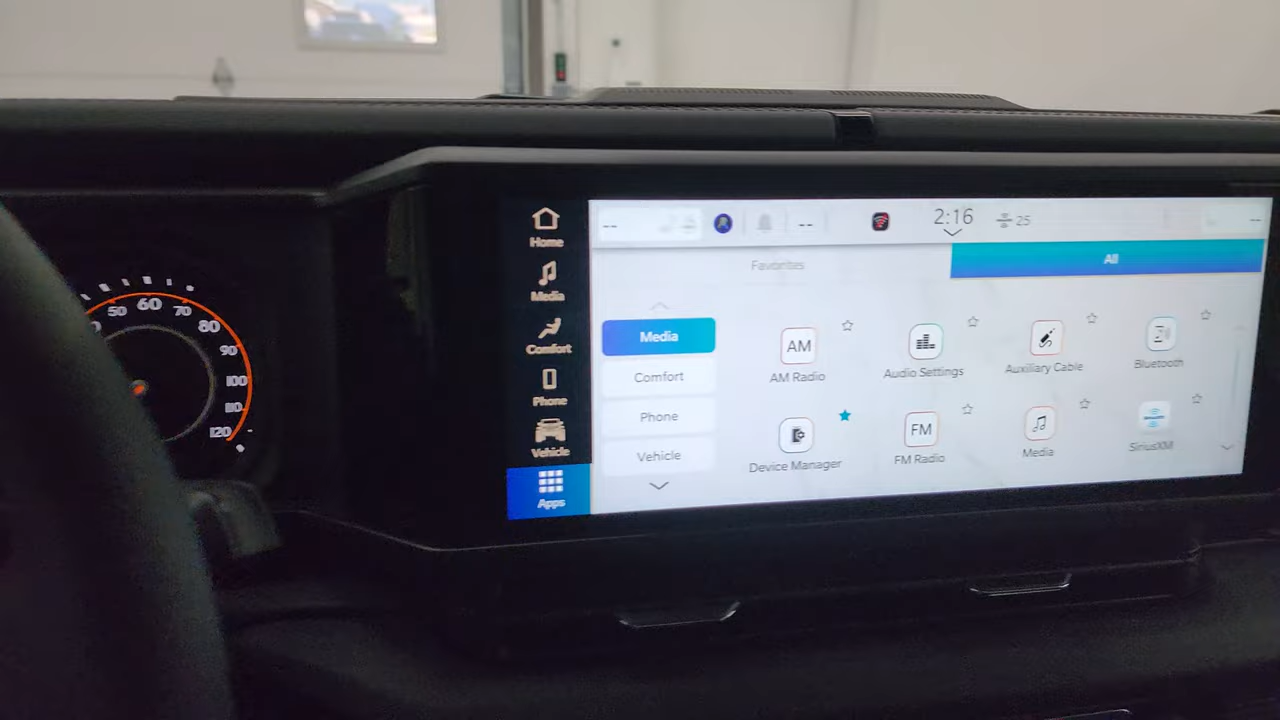 50 60 70
80
90
100
110
120
Home
Media
Comfort
Phone
Vehicle
Apps
--
--
2:16
25
--
Favorites
All
Media
Comfort
Phone
Vehicle
AM
AM Radio
Audio Settings
Auxiliary Cable
Bluetooth
Device Manager
FM
FM Radio
Media
SiriusXM